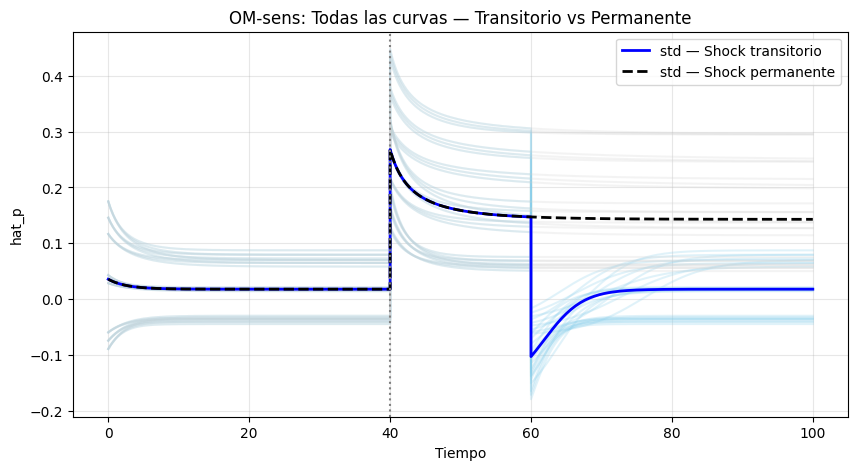 OM-sens: Todas las curvas — Transitorio vs Permanente
std — Shock transitorio
std — Shock permanente
hat_p
0.4
0.3
0.2
0.1
0.0
−0.1
−0.2
0 20 40 60 80 100
Tiempo